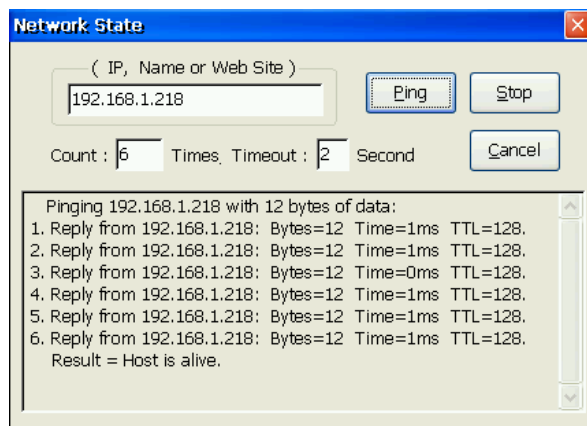 Network State
( IP, Name or Web Site )
192.168.1.218
Ping
Stop
Count : 6 Times, Timeout : 2 Second
Cancel
Pinging 192.168.1.218 with 12 bytes of data:
1. Reply from 192.168.1.218: Bytes=12 Time=1ms TTL=128.
2. Reply from 192.168.1.218: Bytes=12 Time=1ms TTL=128.
3. Reply from 192.168.1.218: Bytes=12 Time=0ms TTL=128.
4. Reply from 192.168.1.218: Bytes=12 Time=1ms TTL=128.
5. Reply from 192.168.1.218: Bytes=12 Time=1ms TTL=128.
6. Reply from 192.168.1.218: Bytes=12 Time=1ms TTL=128.
Result = Host is alive.